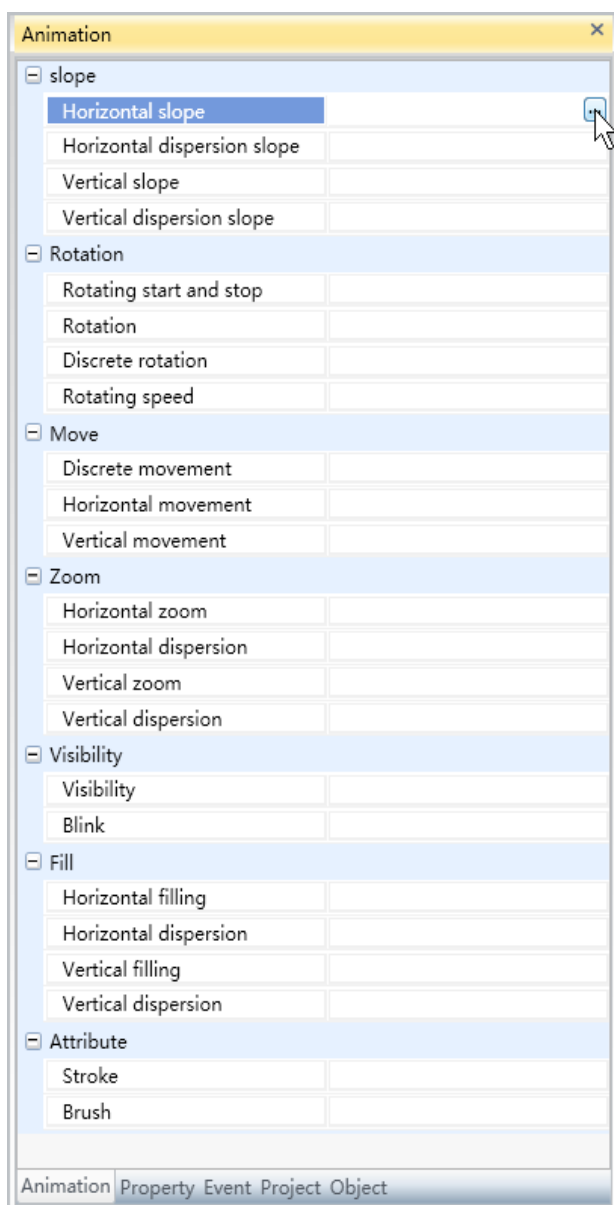 Animation
slope
Horizontal slope
Horizontal dispersion slope
Vertical slope
Vertical dispersion slope
Rotation
Rotating start and stop
Rotation
Discrete rotation
Rotating speed
Move
Discrete movement
Horizontal movement
Vertical movement
Zoom
Horizontal zoom
Horizontal dispersion
Vertical zoom
Vertical dispersion
Visibility
Visibility
Blink
Fill
Horizontal filling
Horizontal dispersion
Vertical filling
Vertical dispersion
Attribute
Stroke
Brush
Animation Property Event Project Object